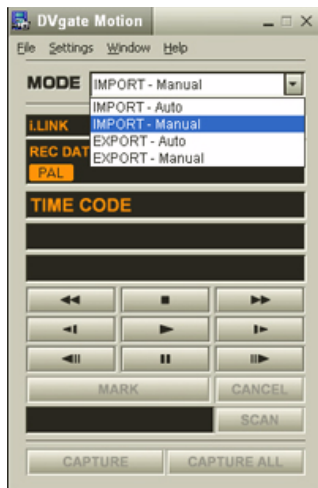 DVgate Motion
File Settings Window Help
MODE IMPORT - Manual
IMPORT - Auto
i.LINK IMPORT - Manual
EXPORT - Auto
REC DAT EXPORT - Manual
PAL
TIME CODE
MARK CANCEL
SCAN
CAPTURE CAPTURE ALL